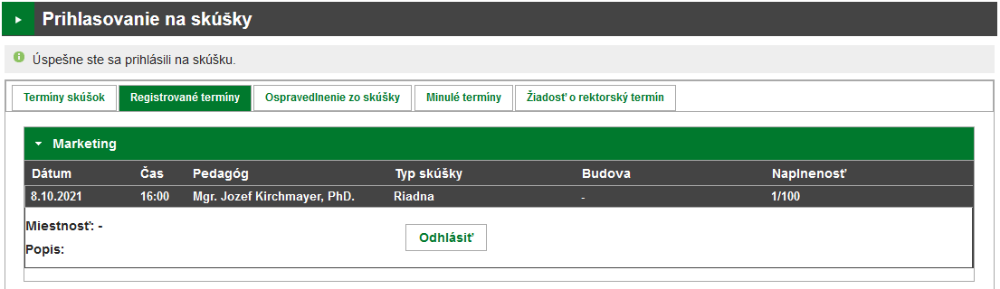 Prihlasovanie na skúšky
Úspešne ste sa prihlásili na skúšku.
Termíny skúšok Registrované termíny Ospravedlnenie zo skúšky Minulé termíny Žiadosť o rektorský termín
Marketing
Dátum Čas Pedagóg Typ skúšky Budova Naplnenosť
8.10.2021 16:00 Mgr. Jozef Kirchmayer, PhD. Riadna - 1/100
Miestnosť: -
Odhlásiť
Popis: